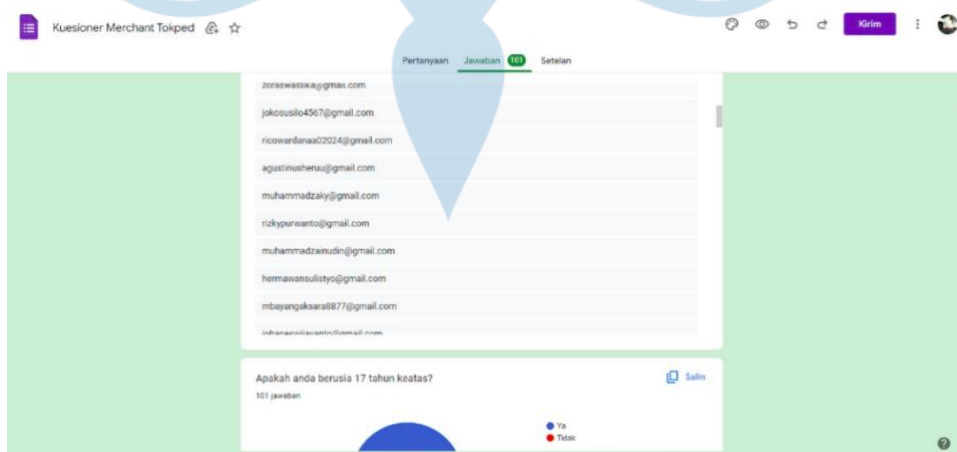 Kuesioner Merchant Tokped
Kirim
Pertanyaan Jawaban 101 Setelan
jokosusilo4567@gmail.com
ricowardanaa02024@gmail.com
agustinusheruu@gmail.com
muhammadzaky@gmail.com
rizkypurwanto@gmail.com
muhammadzainudin@gmail.com
hermawansulistyo@gmail.com
mbayangaksara8877@gmail.com
Apakah anda berusia 17 tahun keatas?
Salin
101 jawaban
Ya
Tidak